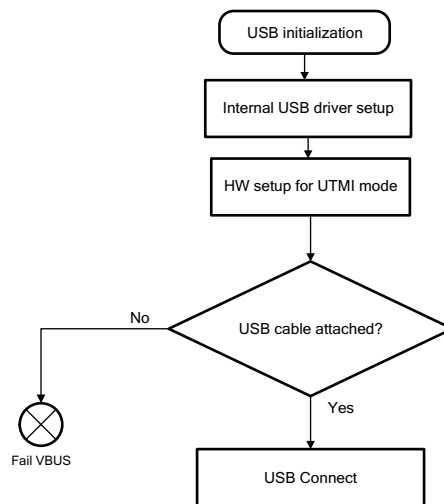 USB initialization
Internal USB driver setup
HW setup for UTMI mode
USB cable attached?
No
Yes
Fail VBUS
USB Connect